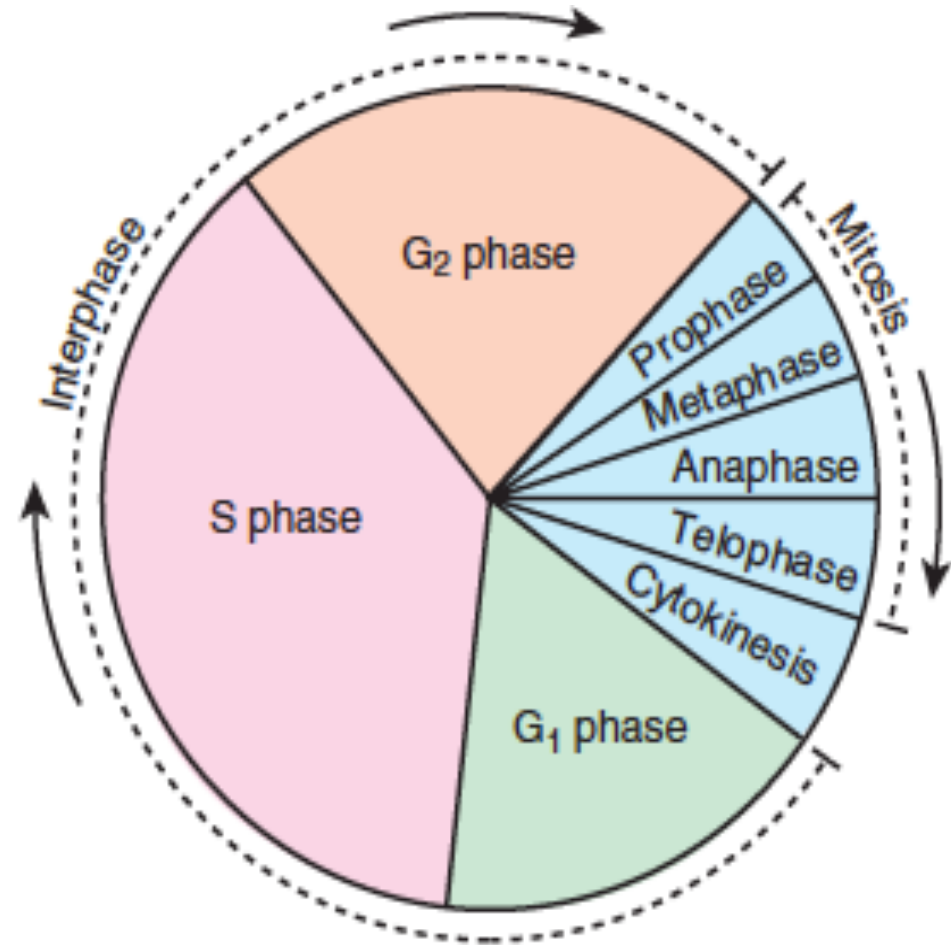 Interphase
Mitosis
G₂ phase
Prophase
Metaphase
Anaphase
Telophase
Cytokinesis
G₁ phase
S phase